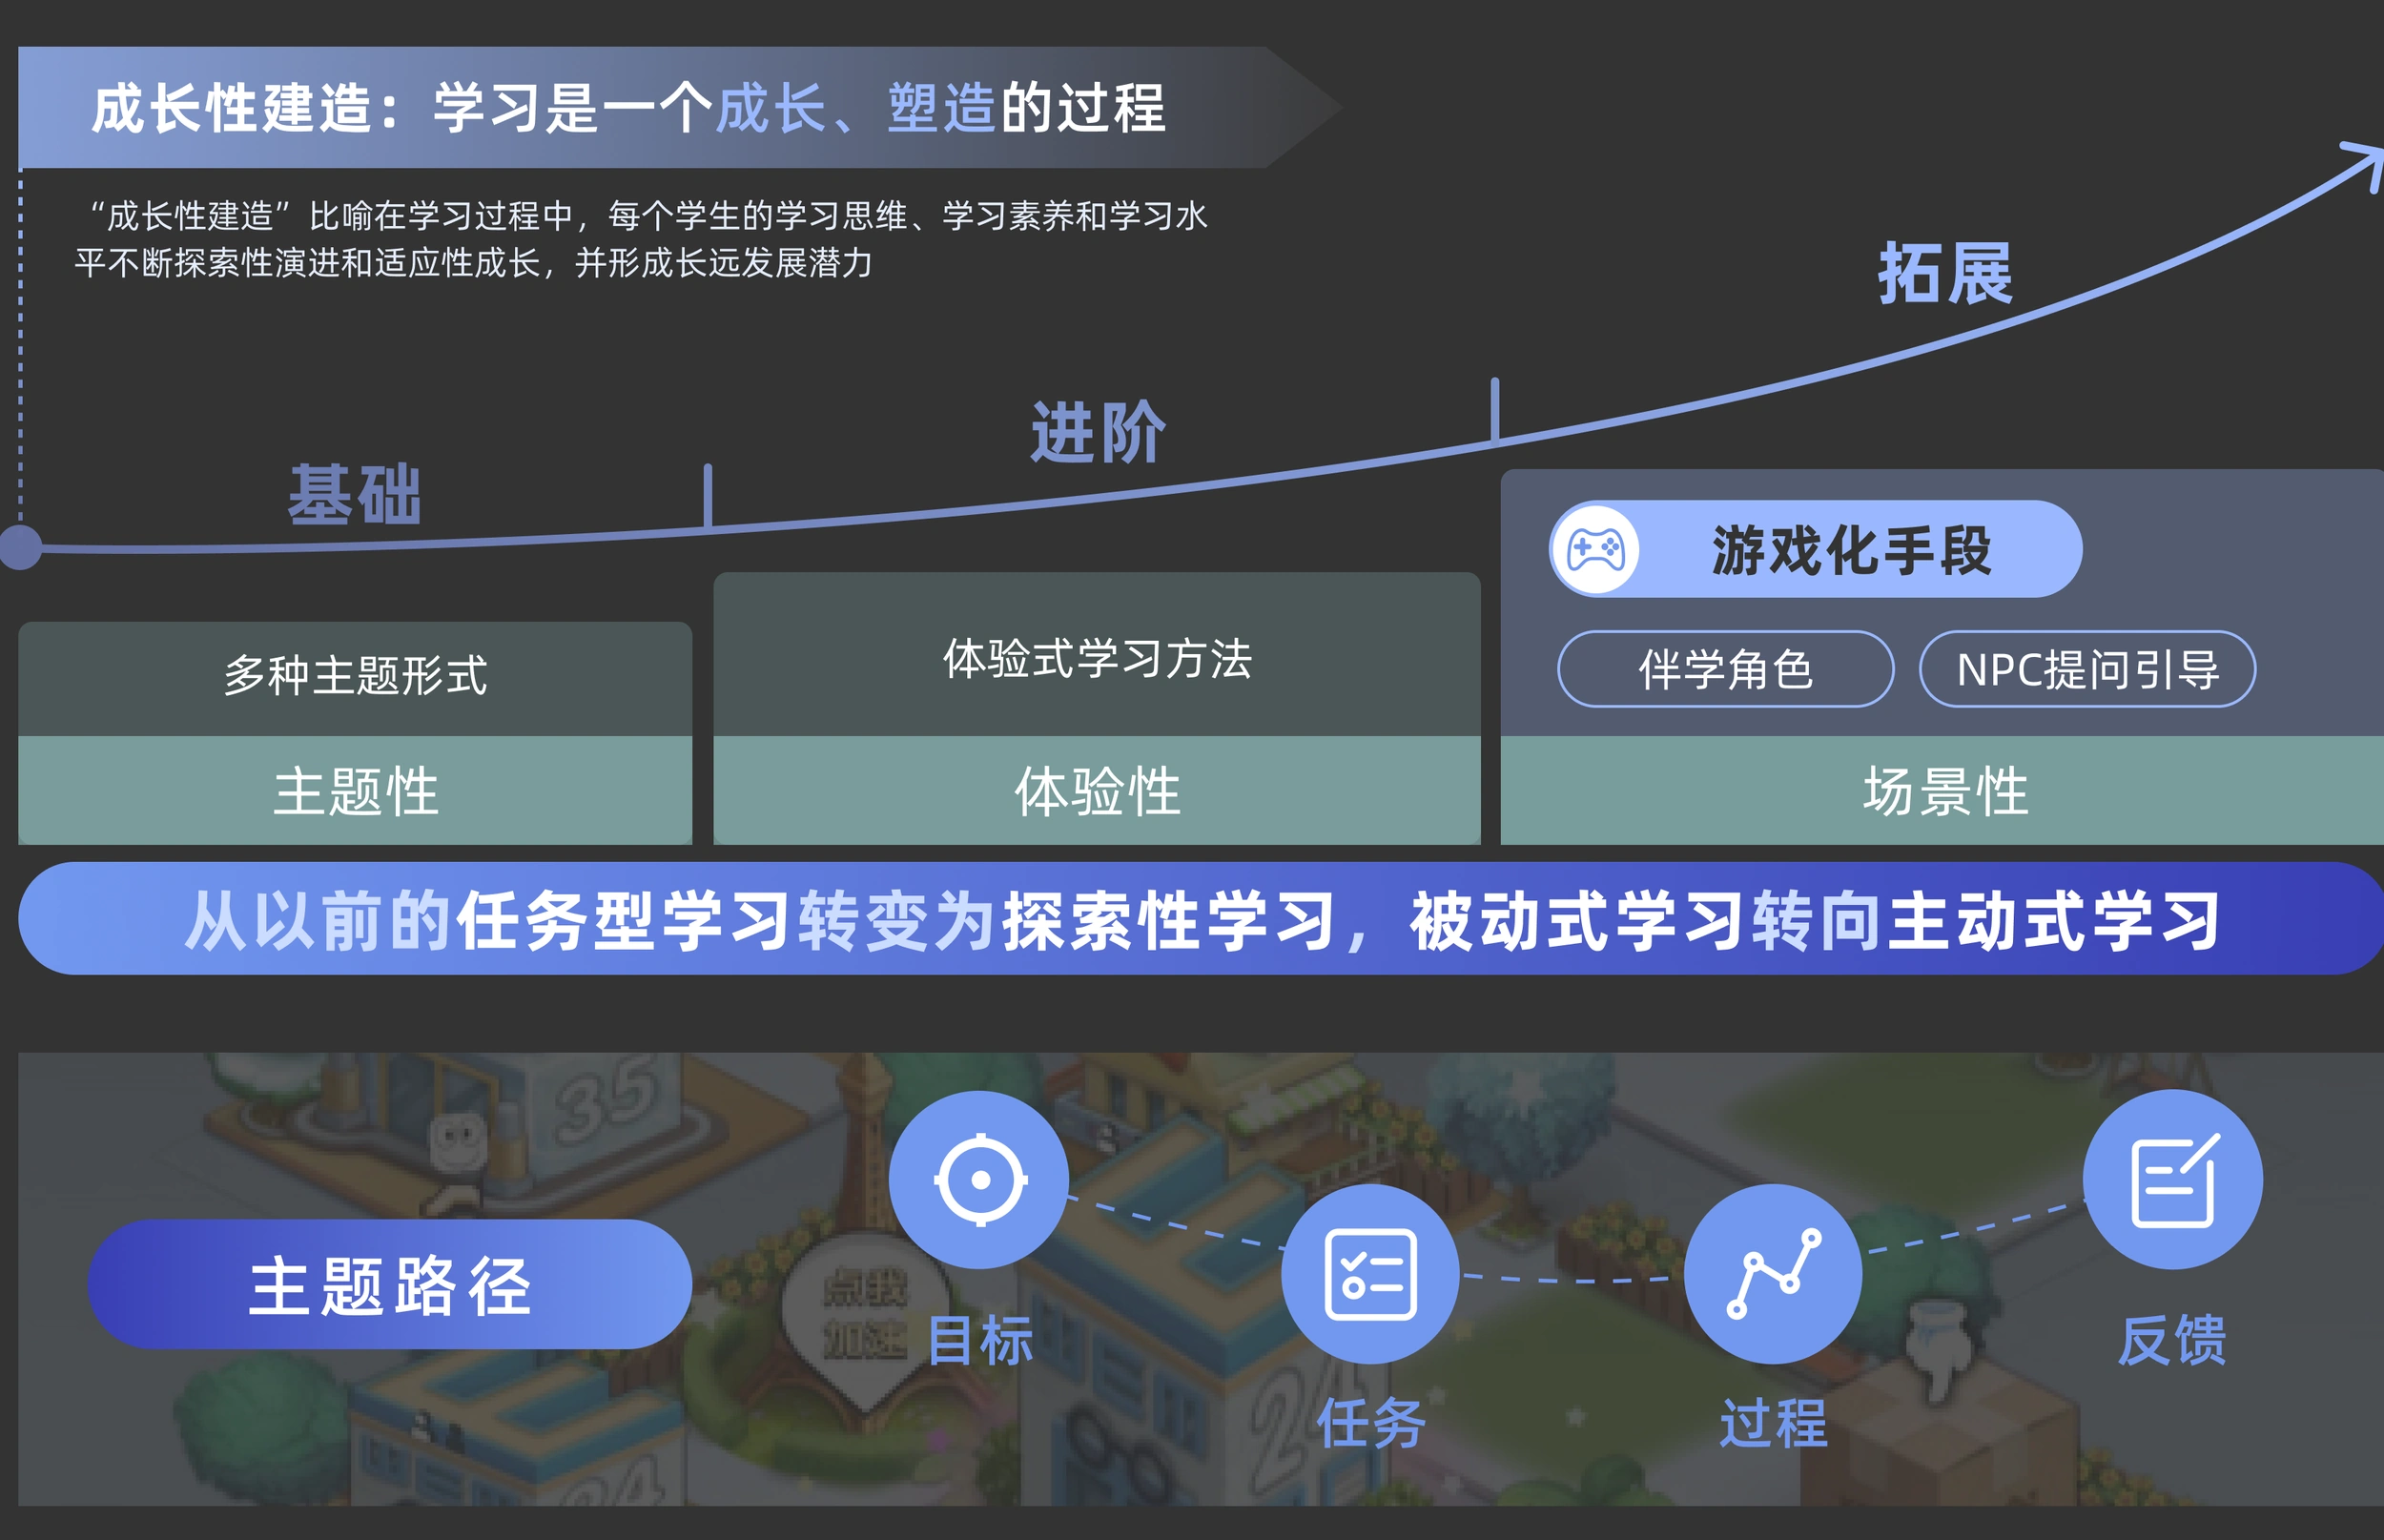 成长性建造：学习是一个成长、塑造的过程
“成长性建造”比喻在学习过程中，每个学生的学习思维、学习素养和学习水
平不断探索性演进和适应性成长，并形成长远发展潜力
拓展
进阶
基础
游戏化手段
伴学角色
NPC提问引导
多种主题形式
体验式学习方法
主题性
体验性
场景性
从以前的任务型学习转变为探索性学习，被动式学习转向主动式学习
35
主题路径
点我
加速
目标
任务
过程
反馈
24
24